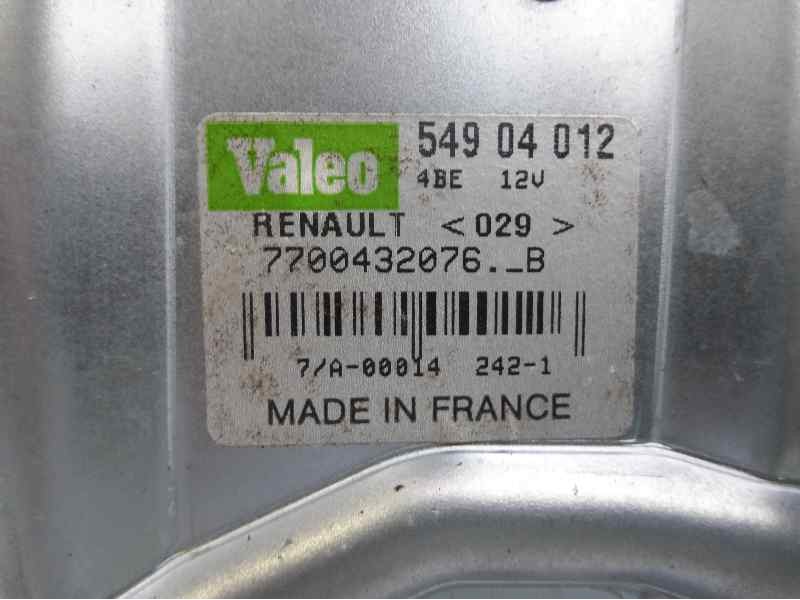 Valeo 549 04 012
4BE 12V
RENAULT <029>
7700432076._B
7/A-00014 242-1
MADE IN FRANCE